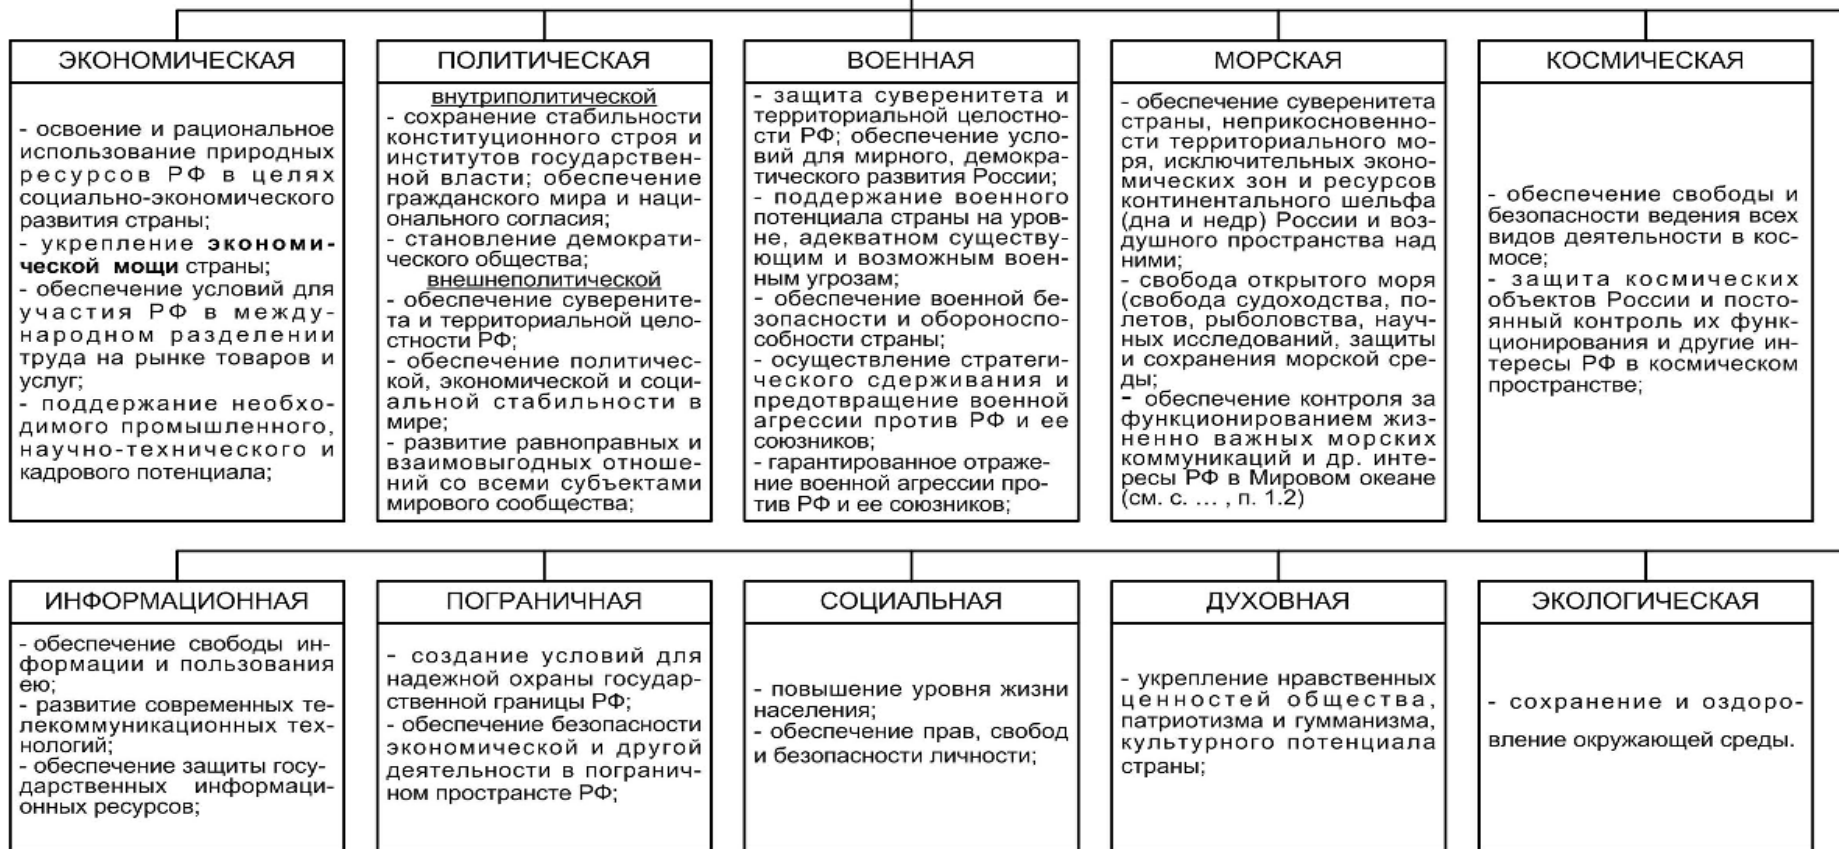 ЭКОНОМИЧЕСКАЯ
- освоение и рациональное
использование природных
ресурсов РФ в целях
социально-экономического
развития страны;
- укрепление экономи-
ческой мощи страны;
- обеспечение условий для
участия РФ в между-
народном разделении
труда на рынке товаров и
услуг;
- поддержание необхо-
димого промышленного,
научно-технического и
кадрового потенциала;
ПОЛИТИЧЕСКАЯ
внутриполитической
- сохранение стабильности
конституционного строя и
институтов государствен-
ной власти; обеспечение
гражданского мира и наци-
онального согласия;
- становление демократи-
ческого общества;
внешнеполитической
- обеспечение суверените-
та и территориальной цело-
стности РФ;
- обеспечение политичес-
кой, экономической и соци-
альной стабильности в
мире;
- развитие равноправных и
взаимовыгодных отноше-
ний со всеми субъектами
мирового сообщества;
ВОЕННАЯ
- защита суверенитета и
территориальной целостно-
сти РФ; обеспечение усло-
вий для мирного, демокра-
тического развития России;
- поддержание военного
потенциала страны на уров-
не, адекватном существу-
ющим и возможным воен-
ным угрозам;
- обеспечение военной бе-
зопасности и обороноспо-
собности страны;
- осуществление стратеги-
ческого сдерживания и
предотвращение военной
агрессии против РФ и ее
союзников;
- гарантированное отраже-
ние военной агрессии про-
тив РФ и ее союзников;
МОРСКАЯ
- обеспечение суверенитета
страны, неприкосновенно-
сти территориального мо-
ря, исключительных эконо-
мических зон и ресурсов
континентального шельфа
(дна и недр) России и воз-
душного пространства над
ними;
- свобода открытого моря
(свобода судоходства, по-
летов, рыболовства, науч-
ных исследований, защиты
и сохранения морской сре-
ды;
- обеспечение контроля за
функционированием жиз-
ненно важных морских
коммуникаций и др. инте-
ресы РФ в Мировом океане
(см. с. ... , п. 1.2)
КОСМИЧЕСКАЯ
- обеспечение свободы и
безопасности ведения всех
видов деятельности в кос-
мосе;
- защита космических
объектов России и посто-
янный контроль их функ-
ционирования и другие ин-
тересы РФ в космическом
пространстве;
ИНФОРМАЦИОННАЯ
- обеспечение свободы ин-
формации и пользования
ею;
- развитие современных те-
лекоммуникационных тех-
нологий;
- обеспечение защиты госу-
дарственных информаци-
онных ресурсов;
ПОГРАНИЧНАЯ
- создание условий для
надежной охраны государ-
ственной границы РФ;
- обеспечение безопасности
экономической и другой
деятельности в погранич-
ном пространсте РФ;
СОЦИАЛЬНАЯ
- повышение уровня жизни
населения;
- обеспечение прав, свобод
и безопасности личности;
ДУХОВНАЯ
- укрепление нравственных
ценностей общества,
патриотизма и гумманизма,
культурного потенциала
страны;
ЭКОЛОГИЧЕСКАЯ
- сохранение и оздоро-
вление окружающей среды.